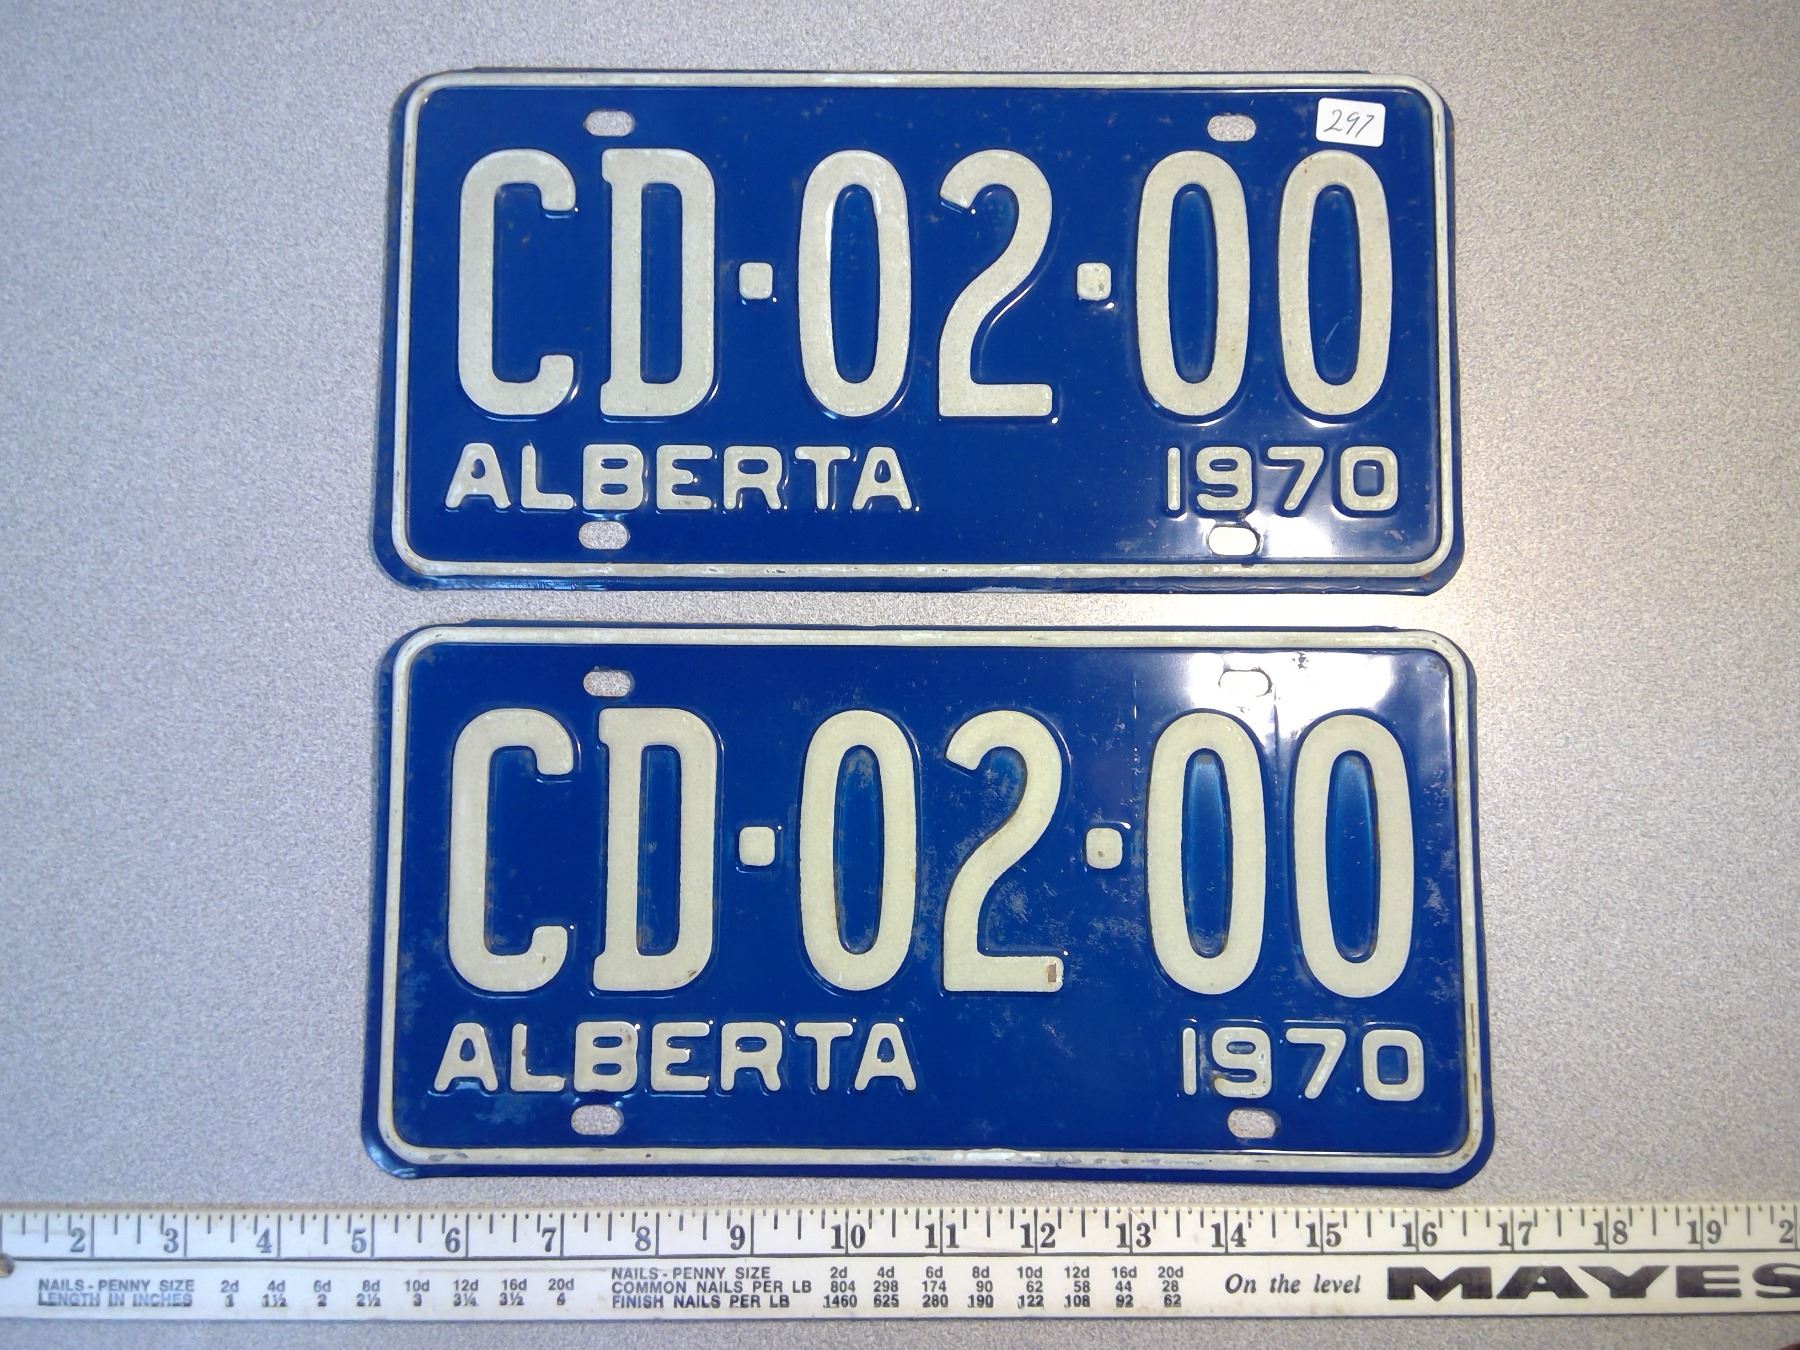 297
CD·02·00
ALBERTA 1970
CD·02·00
ALBERTA 1970
2 3 4 5 6 7 8 9 10 11 12 13 14 15 16 17 18 19 2
NAILS - PENNY SIZE 2d 4d 6d 8d 10d 12d 16d 20d
LENGTH IN INCHES 1 1½ 2 2½ 3 3¼ 3½ 4
NAILS - PENNY SIZE 2d 4d 6d 8d 10d 12d 16d 20d
COMMON NAILS PER LB 804 298 174 90 62 58 44 28
FINISH NAILS PER LB 1460 625 280 190 122 108 92 62
On the level MAYES